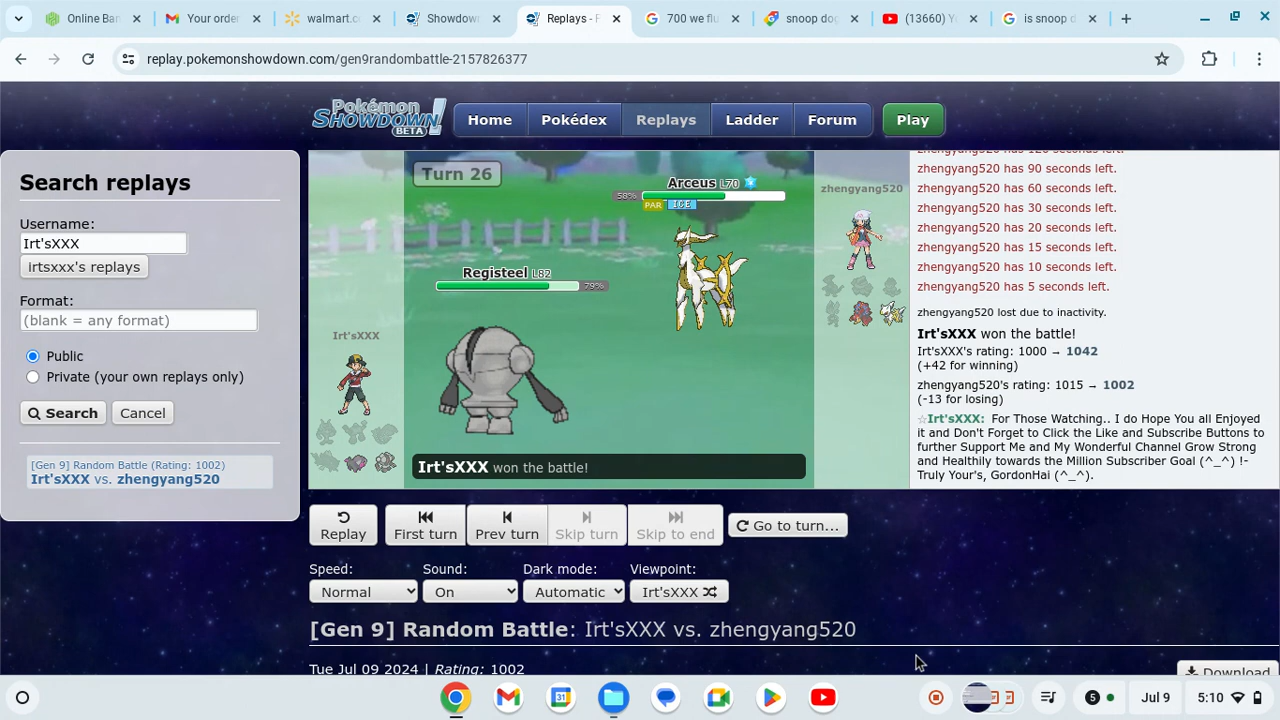 Online Ban
Your order
walmart.c
Showdow
Replays - F
700 we flu
snoop dog
(13660) Y
is snoop d
replay.pokemonshowdown.com/gen9randombattle-2157826377
Pokémon
SHOWDOWN!
BETA
Home
Pokédex
Replays
Ladder
Forum
Play
Search replays
Username:
Irt'sXXX
irtsxxx's replays
Format:
(blank = any format)
Public
Private (your own replays only)
Search
Cancel
[Gen 9] Random Battle (Rating: 1002)
Irt'sXXX vs. zhengyang520
Turn 26
Arceus L70
58%
PAR ICE
Registeel L82
79%
Irt'sXXX
zhengyang520
Irt'sXXX won the battle!
zhengyang520 has 90 seconds left.
zhengyang520 has 60 seconds left.
zhengyang520 has 30 seconds left.
zhengyang520 has 20 seconds left.
zhengyang520 has 15 seconds left.
zhengyang520 has 10 seconds left.
zhengyang520 has 5 seconds left.
zhengyang520 lost due to inactivity.
Irt'sXXX won the battle!
Irt'sXXX's rating: 1000 → 1042
(+42 for winning)
zhengyang520's rating: 1015 → 1002
(-13 for losing)
☆Irt'sXXX: For Those Watching.. I do Hope You all Enjoyed
it and Don't Forget to Click the Like and Subscribe Buttons to
further Support Me and My Wonderful Channel Grow Strong
and Healthily towards the Million Subscriber Goal (^_^) !-
Truly Your's, GordonHai (^_^).
Replay
First turn
Prev turn
Skip turn
Skip to end
Go to turn...
Speed:
Sound:
Dark mode:
Viewpoint:
Normal
On
Automatic
Irt'sXXX
[Gen 9] Random Battle: Irt'sXXX vs. zhengyang520
Tue Jul 09 2024 | Rating: 1002
Download
5
Jul 9
5:10